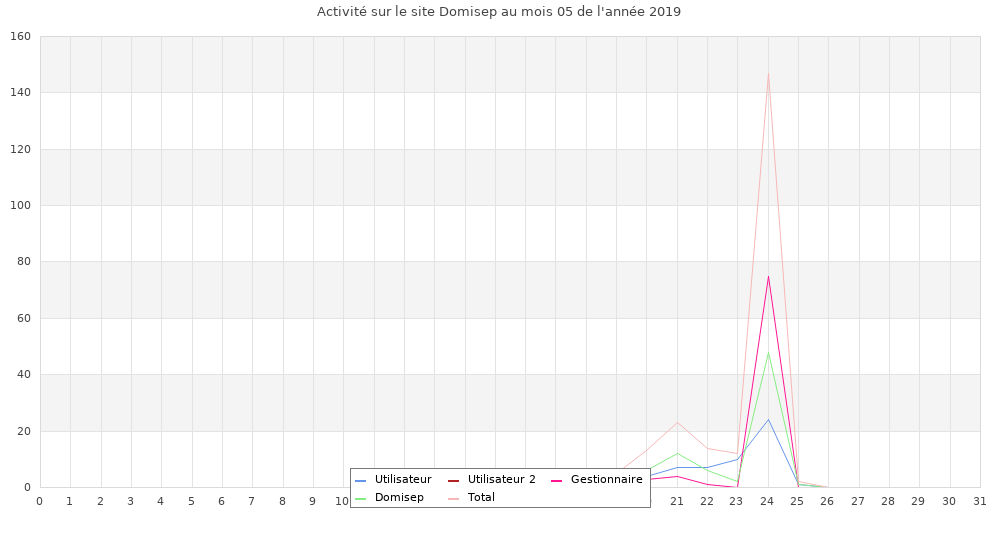 Activité sur le site Domisep au mois 05 de l'année 2019
160
140
120
100
80
60
40
20
0
0 1 2 3 4 5 6 7 8 9 10 21 22 23 24 25 26 27 28 29 30 31
Utilisateur Utilisateur 2 Gestionnaire
Domisep Total